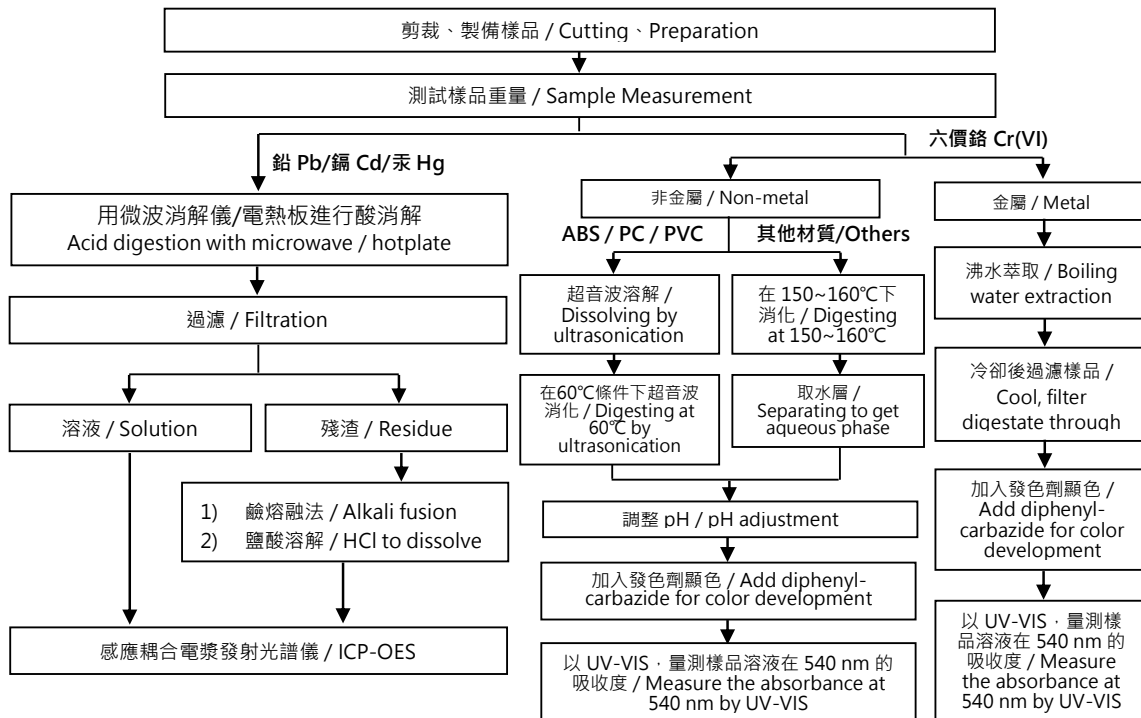 剪裁、製備樣品 / Cutting、Preparation
測試樣品重量 / Sample Measurement
鉛 Pb/鎘 Cd/汞 Hg
用微波消解儀/電熱板進行酸消解
Acid digestion with microwave / hotplate
過濾 / Filtration
溶液 / Solution
殘渣 / Residue
1) 鹼熔融法 / Alkali fusion
2) 鹽酸溶解 / HCl to dissolve
感應耦合電漿發射光譜儀 / ICP-OES
六價鉻 Cr(VI)
非金屬 / Non-metal
ABS / PC / PVC
其他材質/Others
超音波溶解 /
Dissolving by
ultrasonication
在60℃條件下超音波
消化 / Digesting at
60℃ by
ultrasonication
在 150~160℃下
消化 / Digesting
at 150~160℃
取水層 /
Separating to get
aqueous phase
調整 pH / pH adjustment
加入發色劑顯色 / Add diphenyl-
carbazide for color development
以 UV-VIS，量測樣品溶液在 540 nm 的
吸收度 / Measure the absorbance at
540 nm by UV-VIS
金屬 / Metal
沸水萃取 / Boiling
water extraction
冷卻後過濾樣品 /
Cool, filter
digestate through
加入發色劑顯色 /
Add diphenyl-
carbazide for color
development
以 UV-VIS，量測樣
品溶液在 540 nm 的
吸收度 / Measure
the absorbance at
540 nm by UV-VIS